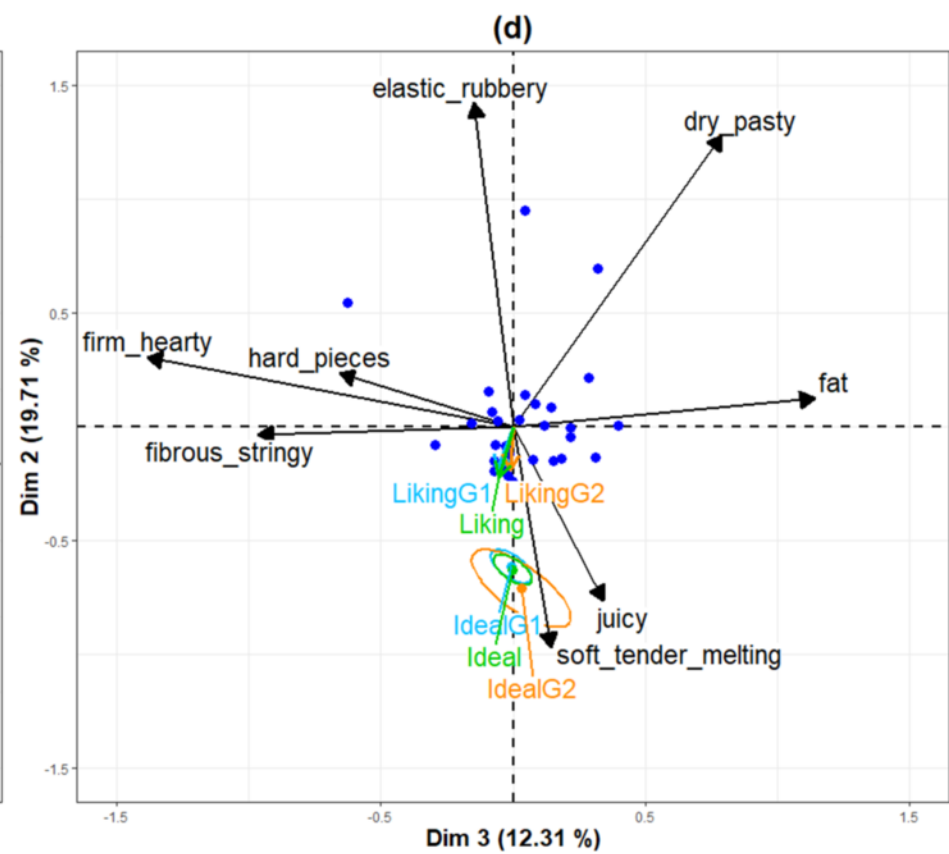 (d)
1.5
elastic_rubbery
dry_pasty
0.5
firm_hearty
hard_pieces
fat
fibrous_stringy
LikingG1
LikingG2
Liking
-0.5
IdealG1
juicy
Ideal
soft_tender_melting
IdealG2
-1.5
Dim 2 (19.71 %)
-1.5
-0.5
0.5
1.5
Dim 3 (12.31 %)